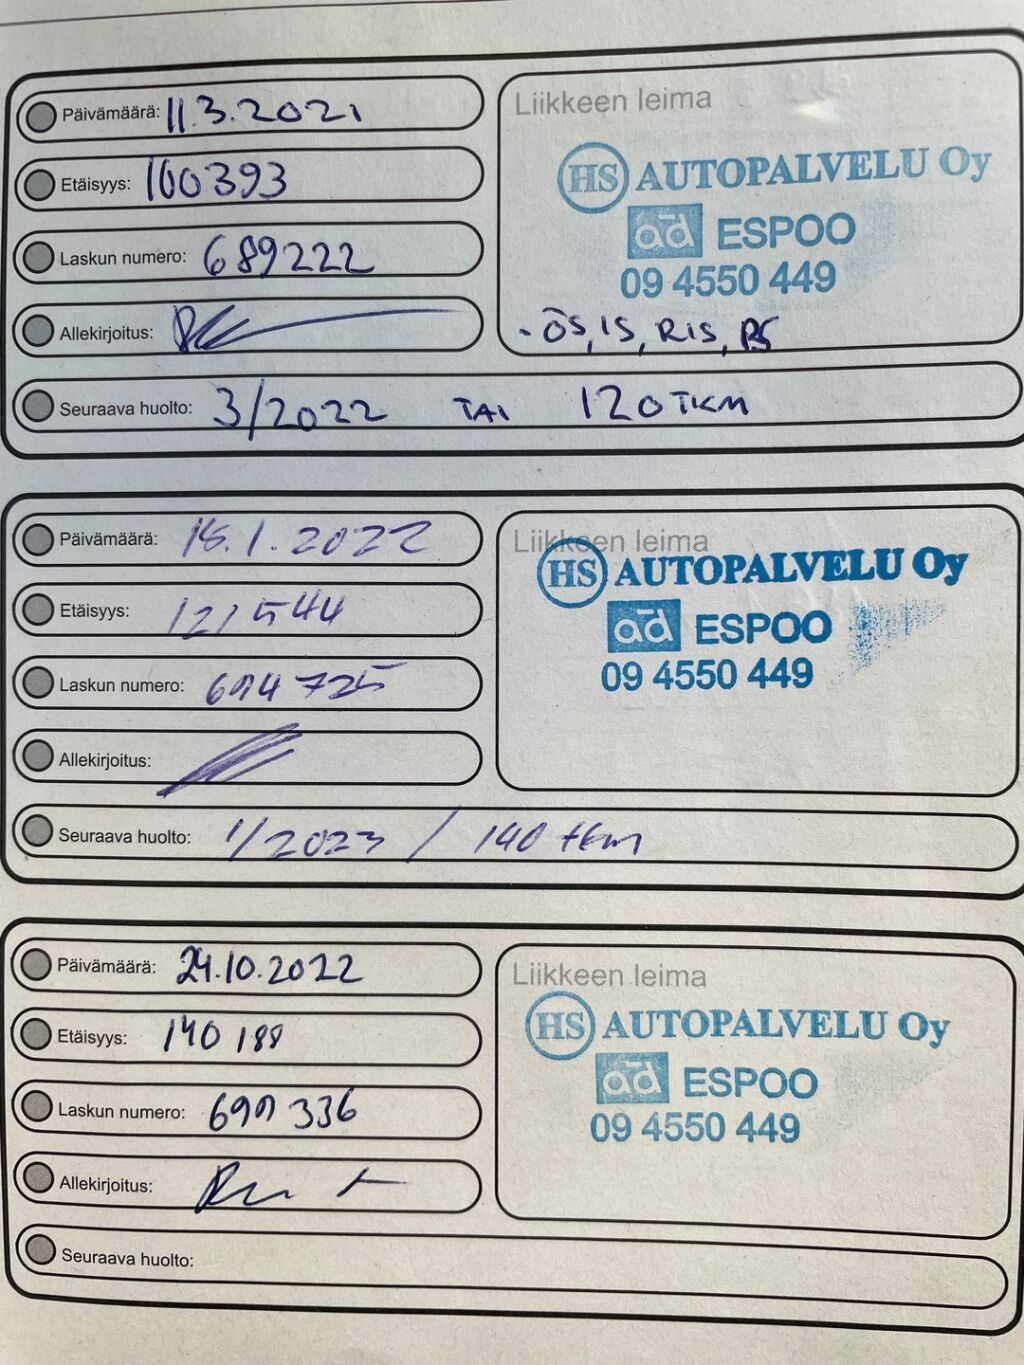 Päivämäärä: 11.3.2021
Etäisyys: 100393
Laskun numero: 689222
Allekirjoitus:
Liikkeen leima
HS AUTOPALVELU Oy
ad ESPOO
09 4550 449
- ÖS, IS, RIS, PS
Seuraava huolto: 3/2022 TAI 120TKM
Päivämäärä: 18.1.2022
Etäisyys: 121544
Laskun numero: 694725
Allekirjoitus:
Liikkeen leima
HS AUTOPALVELU Oy
ad ESPOO
09 4550 449
Seuraava huolto: 1/2023 / 140 tkm
Päivämäärä: 24.10.2022
Etäisyys: 140 188
Laskun numero: 699336
Allekirjoitus:
Liikkeen leima
HS AUTOPALVELU Oy
ad ESPOO
09 4550 449
Seuraava huolto: